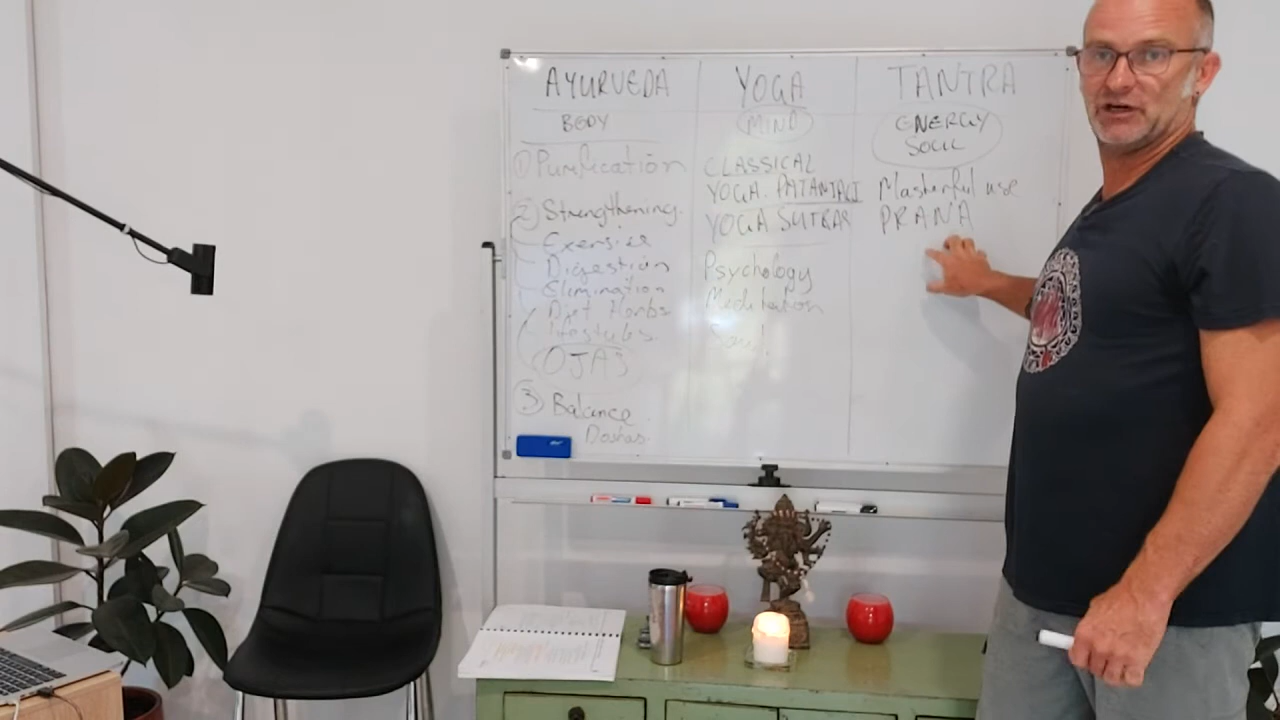 AYURVEDA
BODY
① Purification
② Strengthening.
Exercise
Digestion
Elimination
Diet Herbs
OJAS
③ Balance
Doshas.
YOGA
MIND
CLASSICAL
YOGA. PATANJALI
YOGA SUTRAS
Psychology
Meditation
TANTRA
ENERGY
SOUL
Masterful use
PRANA